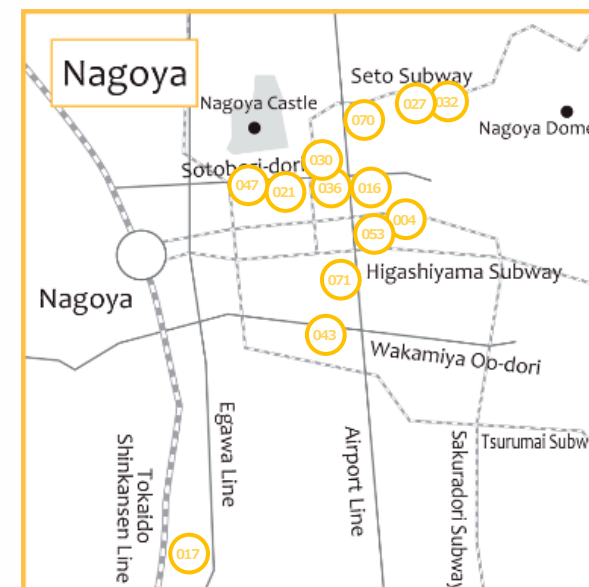 Nagoya
Seto Subway
Nagoya Castle
027
032
070
Nagoya Dome
030
Sotobori-dori
047
021
036
016
004
053
Higashiyama Subway
071
Nagoya
043
Wakamiya Oo-dori
Egawa Line
Airport Line
Sakuradori Subway
Tsurumai Subw
Tokaido
Shinkansen Line
017